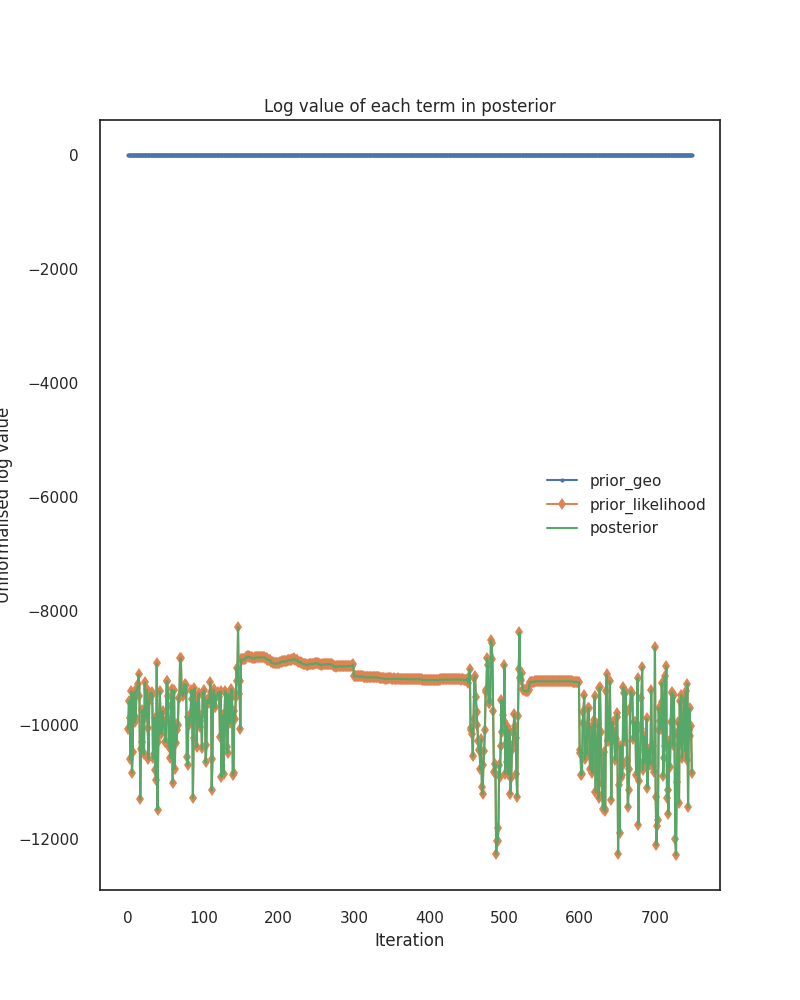 Log value of each term in posterior
0
−2000
−4000
−6000
−8000
−10000
−12000
Unnormalised log value
prior_geo
prior_likelihood
posterior
0 100 200 300 400 500 600 700
Iteration